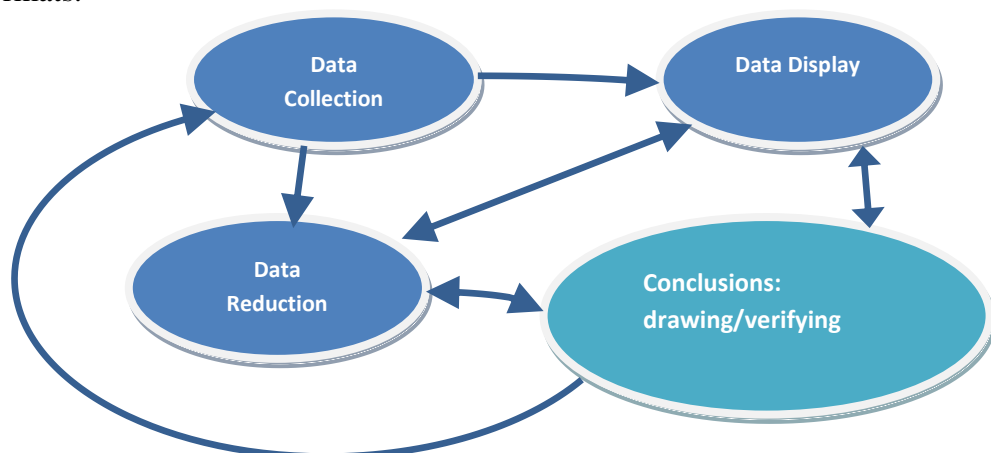 Data
Collection
Data Display
Data
Reduction
Conclusions:
drawing/verifying